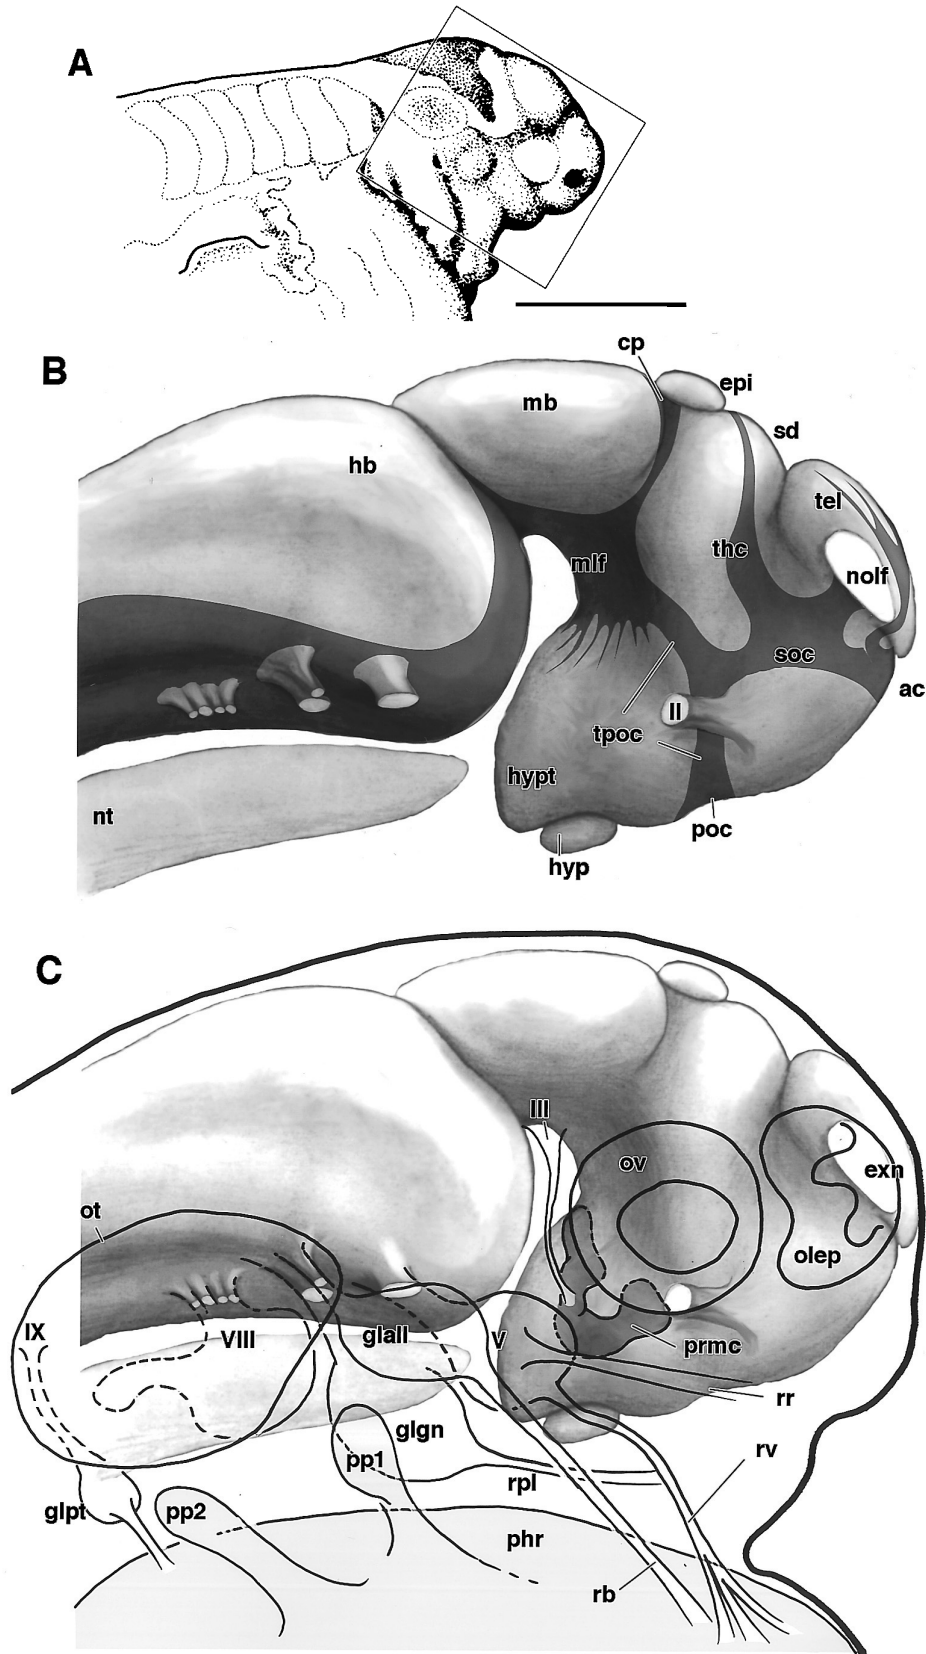 A
B
cp
epi
mb
sd
hb
tel
thc
mlf
nolf
soc
ac
II
tpoc
hypt
nt
poc
hyp
C
III
ov
exn
ot
olep
IX
VIII
glall
V
prmc
rr
glgn
rv
pp1
rpl
glpt
pp2
phr
rb